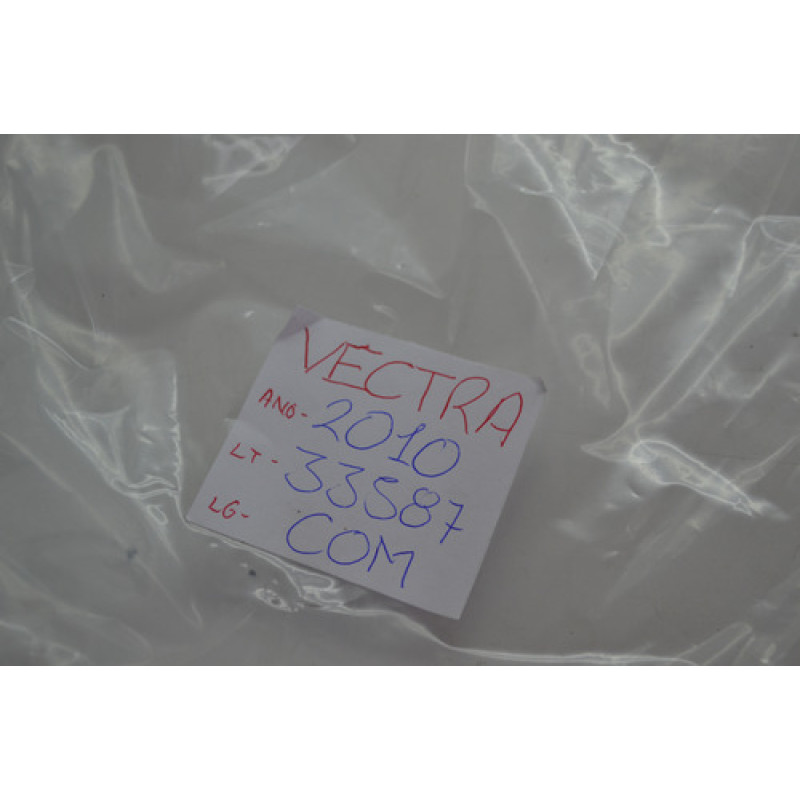 VECTRA
ANO- 2010
LT- 33587
LG- COM